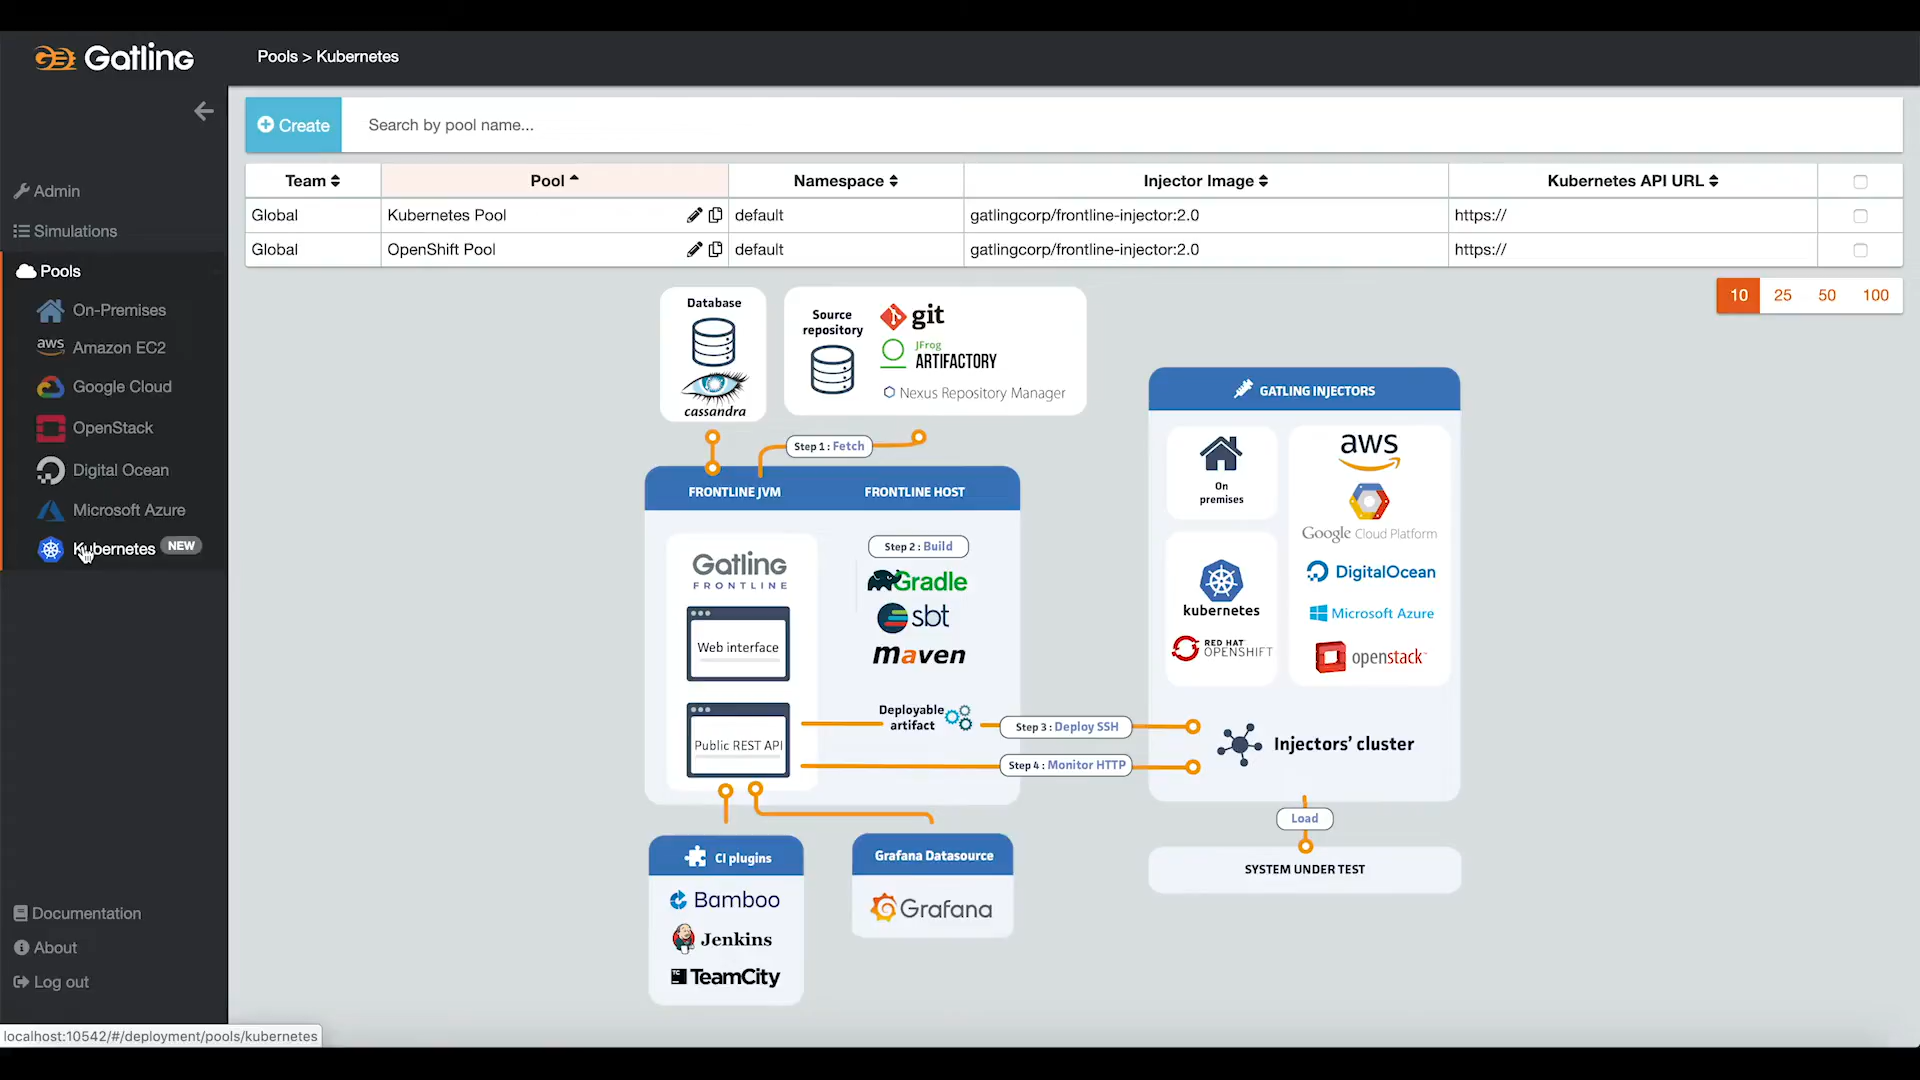 Gatling
Pools > Kubernetes
Create
Search by pool name...
Team Pool Namespace Injector Image Kubernetes API URL
Global Kubernetes Pool default gatlingcorp/frontline-injector:2.0 https://
Global OpenShift Pool default gatlingcorp/frontline-injector:2.0 https://
10 25 50 100
Admin
Simulations
Pools
On-Premises
aws Amazon EC2
Google Cloud
OpenStack
Digital Ocean
Microsoft Azure
Kubernetes NEW
Documentation
About
Log out
localhost:10542/#/deployment/pools/kubernetes
Database
cassandra
Source
repository
git
JFrog
ARTIFACTORY
Nexus Repository Manager
Step 1 : Fetch
FRONTLINE JVM
FRONTLINE HOST
Gatling
FRONTLINE
Web interface
Public REST API
Step 2 : Build
Gradle
sbt
maven
Deployable
artifact
Step 3 : Deploy SSH
Step 4 : Monitor HTTP
GATLING INJECTORS
On
premises
kubernetes
RED HAT
OPENSHIFT
aws
Google Cloud Platform
DigitalOcean
Microsoft Azure
openstack
Injectors' cluster
Load
SYSTEM UNDER TEST
CI plugins
Bamboo
Jenkins
TC
TeamCity
Grafana Datasource
Grafana